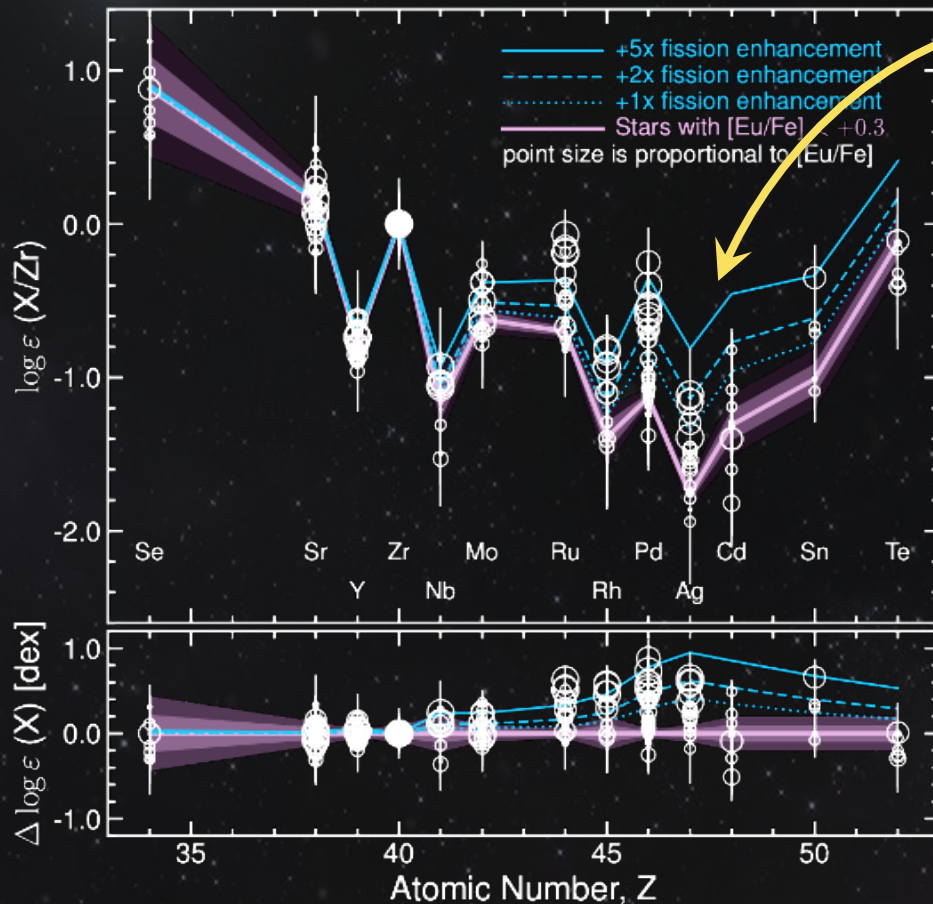 +5x fission enhancement
+2x fission enhancement
+1x fission enhancement
Stars with [Eu/Fe] +0.3
point size is proportional to [Eu/Fe]
log ε (X/Zr)
1.0
0.0
-1.0
-2.0
Se
Sr
Y
Zr
Nb
Mo
Ru
Rh
Pd
Ag
Cd
Sn
Te
Δ log ε (X) [dex]
1.0
0.0
-1.0
35
40
45
50
Atomic Number, Z